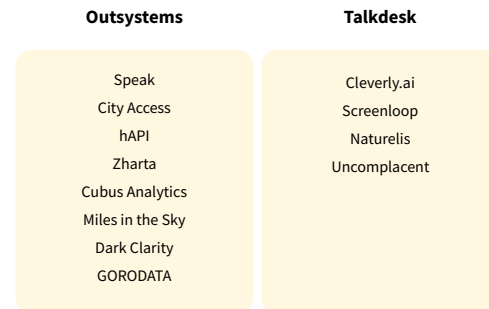 Outsystems
Speak
City Access
hAPI
Zharta
Cubus Analytics
Miles in the Sky
Dark Clarity
GORODATA
Talkdesk
Cleverly.ai
Screenloop
Naturelis
Uncomplacent